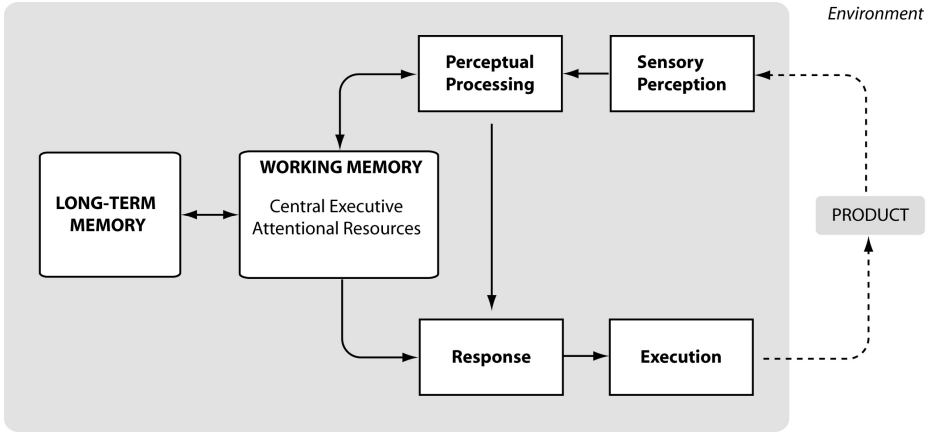 Environment
Perceptual
Processing
Sensory
Perception
LONG-TERM
MEMORY
WORKING MEMORY
Central Executive
Attentional Resources
PRODUCT
Response
Execution